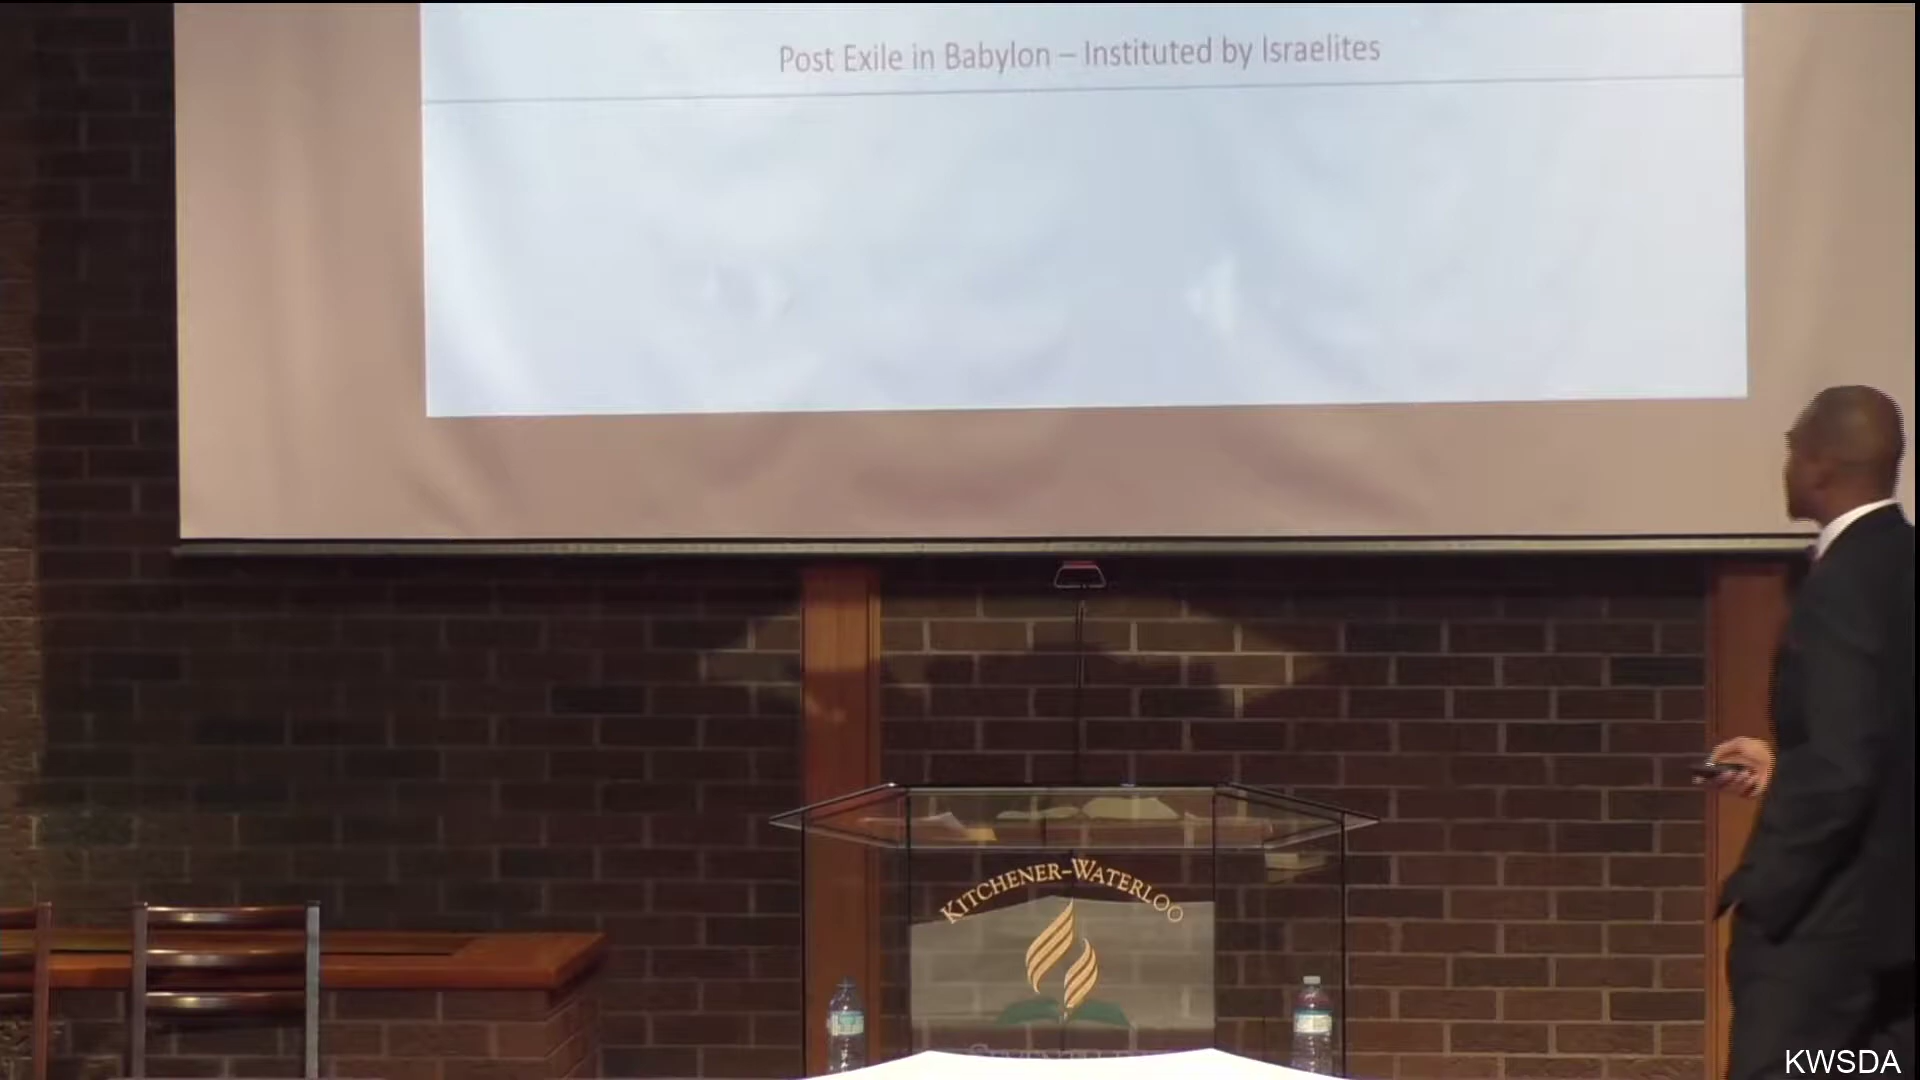 Post Exile in Babylon – Instituted by Israelites
KITCHENER-WATERLOO
KWSDA